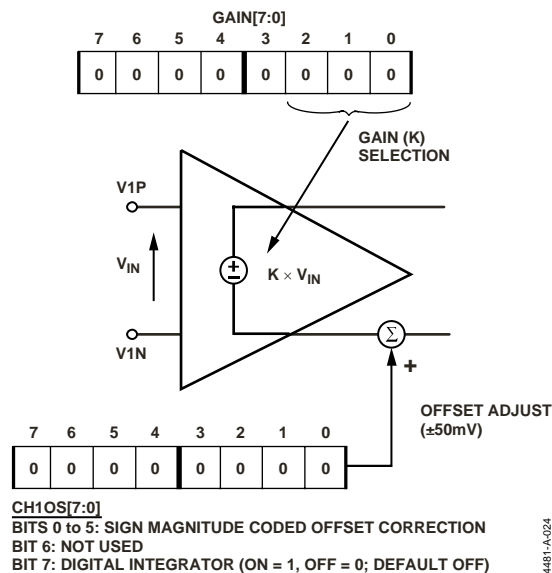 GAIN[7:0]
7 6 5 4 3 2 1 0
0 0 0 0 0 0 0 0
GAIN (K)
SELECTION
V1P
VIN
K × VIN
+
−
V1N
Σ
+
OFFSET ADJUST
(±50mV)
7 6 5 4 3 2 1 0
0 0 0 0 0 0 0 0
CH1OS[7:0]
BITS 0 to 5: SIGN MAGNITUDE CODED OFFSET CORRECTION
BIT 6: NOT USED
BIT 7: DIGITAL INTEGRATOR (ON = 1, OFF = 0; DEFAULT OFF)
4481-A-024